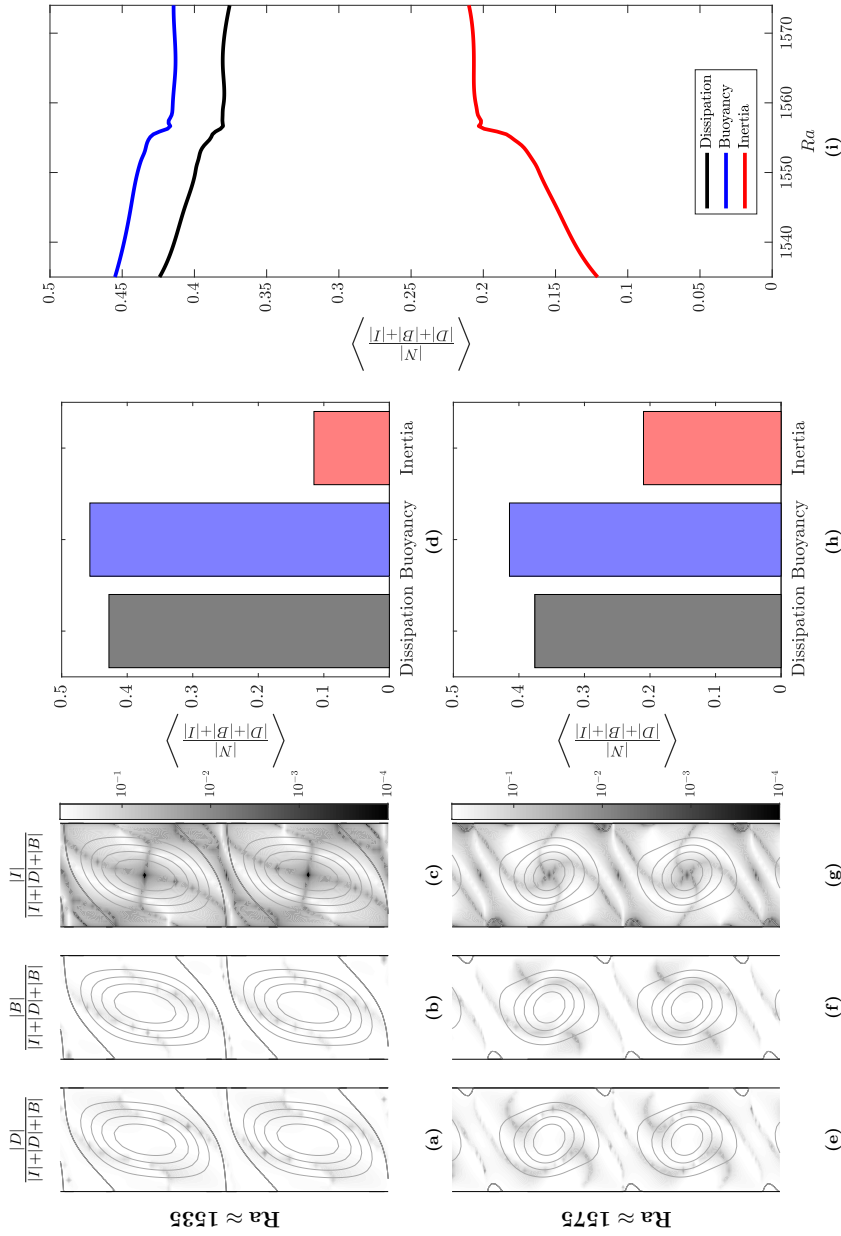 Ra ≈ 1535
|D| / |I|+|D|+|B|
|B| / |I|+|D|+|B|
|I| / |I|+|D|+|B|
10⁻¹
10⁻²
10⁻³
10⁻⁴
(a)
(b)
(c)
⟨ |N| / |D|+|B|+|I| ⟩
0.5
0.4
0.3
0.2
0.1
0
Dissipation Buoyancy Inertia
(d)
Ra ≈ 1575
10⁻¹
10⁻²
10⁻³
10⁻⁴
(e)
(f)
(g)
⟨ |N| / |D|+|B|+|I| ⟩
0.5
0.4
0.3
0.2
0.1
0
Dissipation Buoyancy Inertia
(h)
⟨ |N| / |D|+|B|+|I| ⟩
0.5
0.45
0.4
0.35
0.3
0.25
0.2
0.15
0.1
0.05
0
Dissipation
Buoyancy
Inertia
1540
1550
1560
1570
Ra
(i)